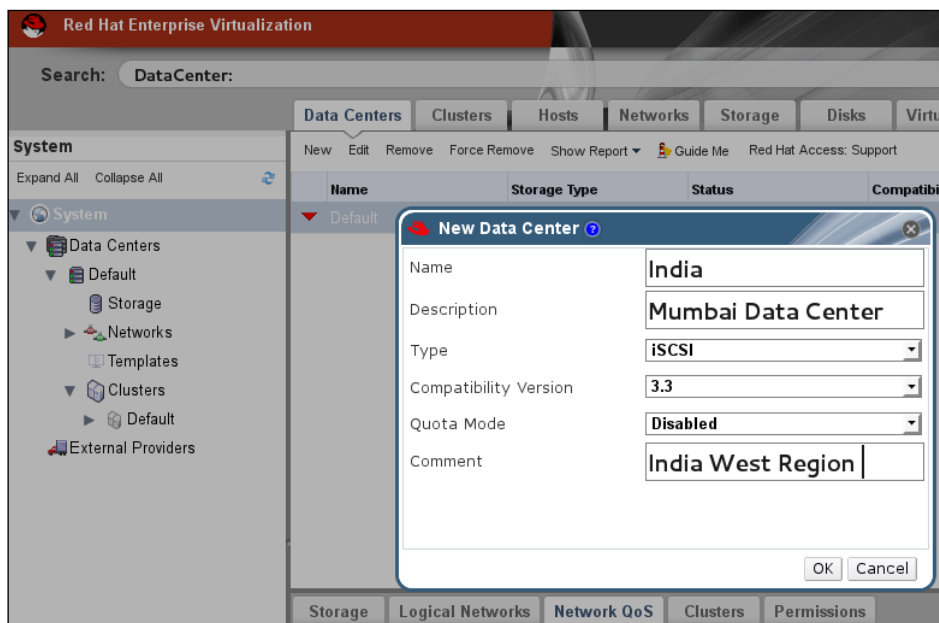 Red Hat Enterprise Virtualization
Search: DataCenter:
Data Centers Clusters Hosts Networks Storage Disks Virtu
System
New Edit Remove Force Remove Show Report Guide Me Red Hat Access: Support
Expand All Collapse All
Name Storage Type Status Compatibi
System
Default
Data Centers
Default
Storage
Networks
Templates
Clusters
Default
External Providers
New Data Center ?
Name India
Description Mumbai Data Center
Type iSCSI
Compatibility Version 3.3
Quota Mode Disabled
Comment India West Region
OK Cancel
Storage Logical Networks Network QoS Clusters Permissions